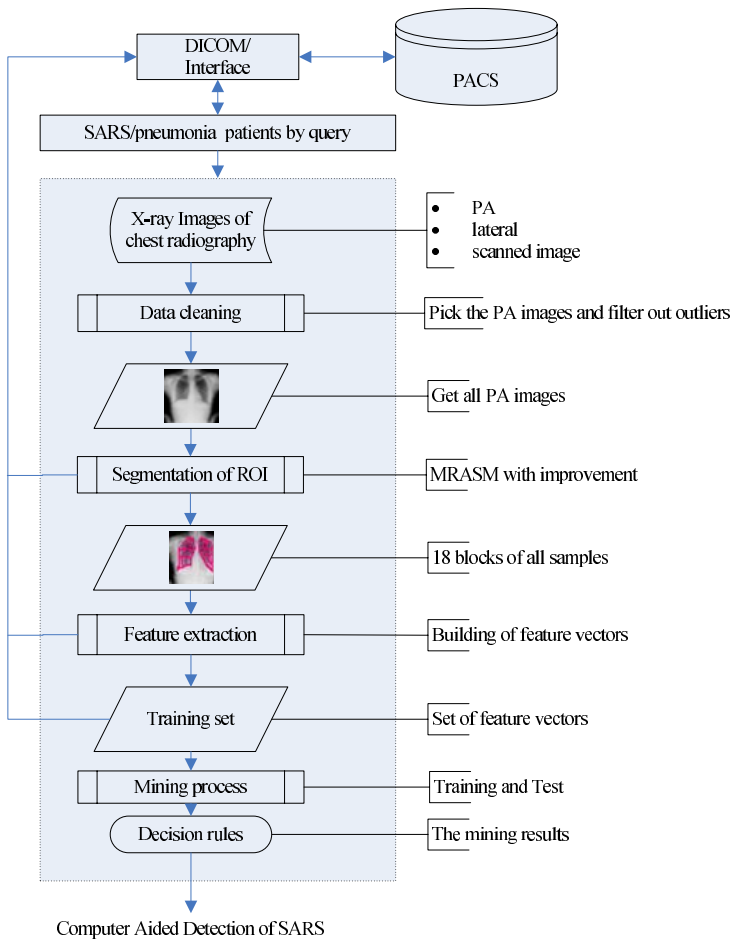 DICOM/
Interface
PACS
SARS/pneumonia patients by query
X-ray Images of
chest radiography
• PA
• lateral
• scanned image
Data cleaning
Pick the PA images and filter out outliers
Get all PA images
Segmentation of ROI
MRASM with improvement
18 blocks of all samples
Feature extraction
Building of feature vectors
Training set
Set of feature vectors
Mining process
Training and Test
Decision rules
The mining results
Computer Aided Detection of SARS